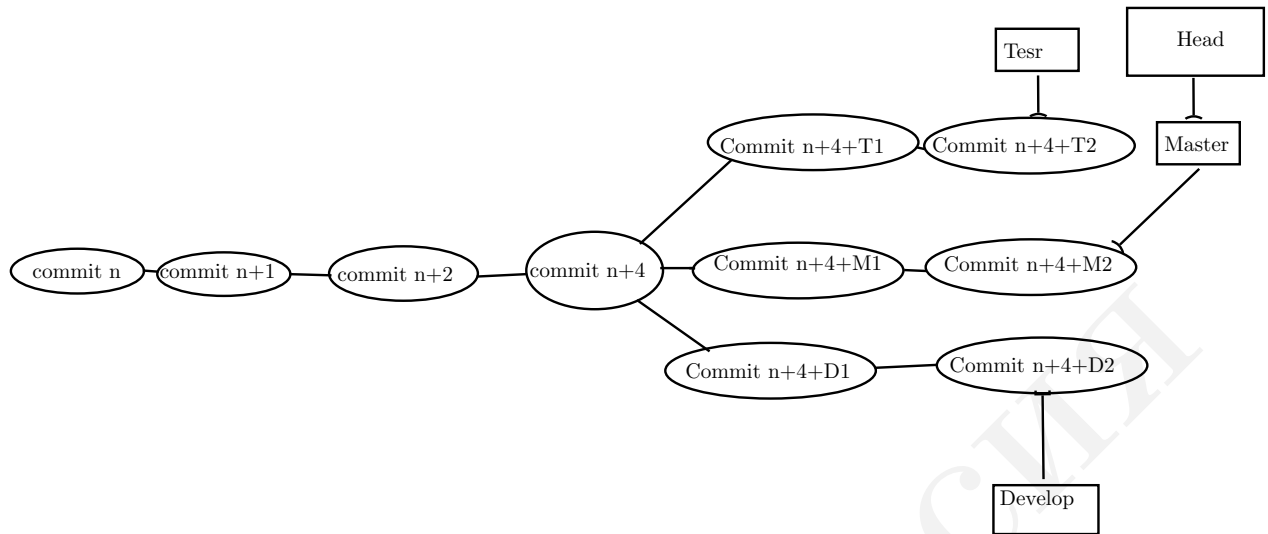 Tesr
Head
Commit n+4+T1
Commit n+4+T2
Master
commit n
commit n+1
commit n+2
commit n+4
Commit n+4+M1
Commit n+4+M2
Commit n+4+D1
Commit n+4+D2
Develop